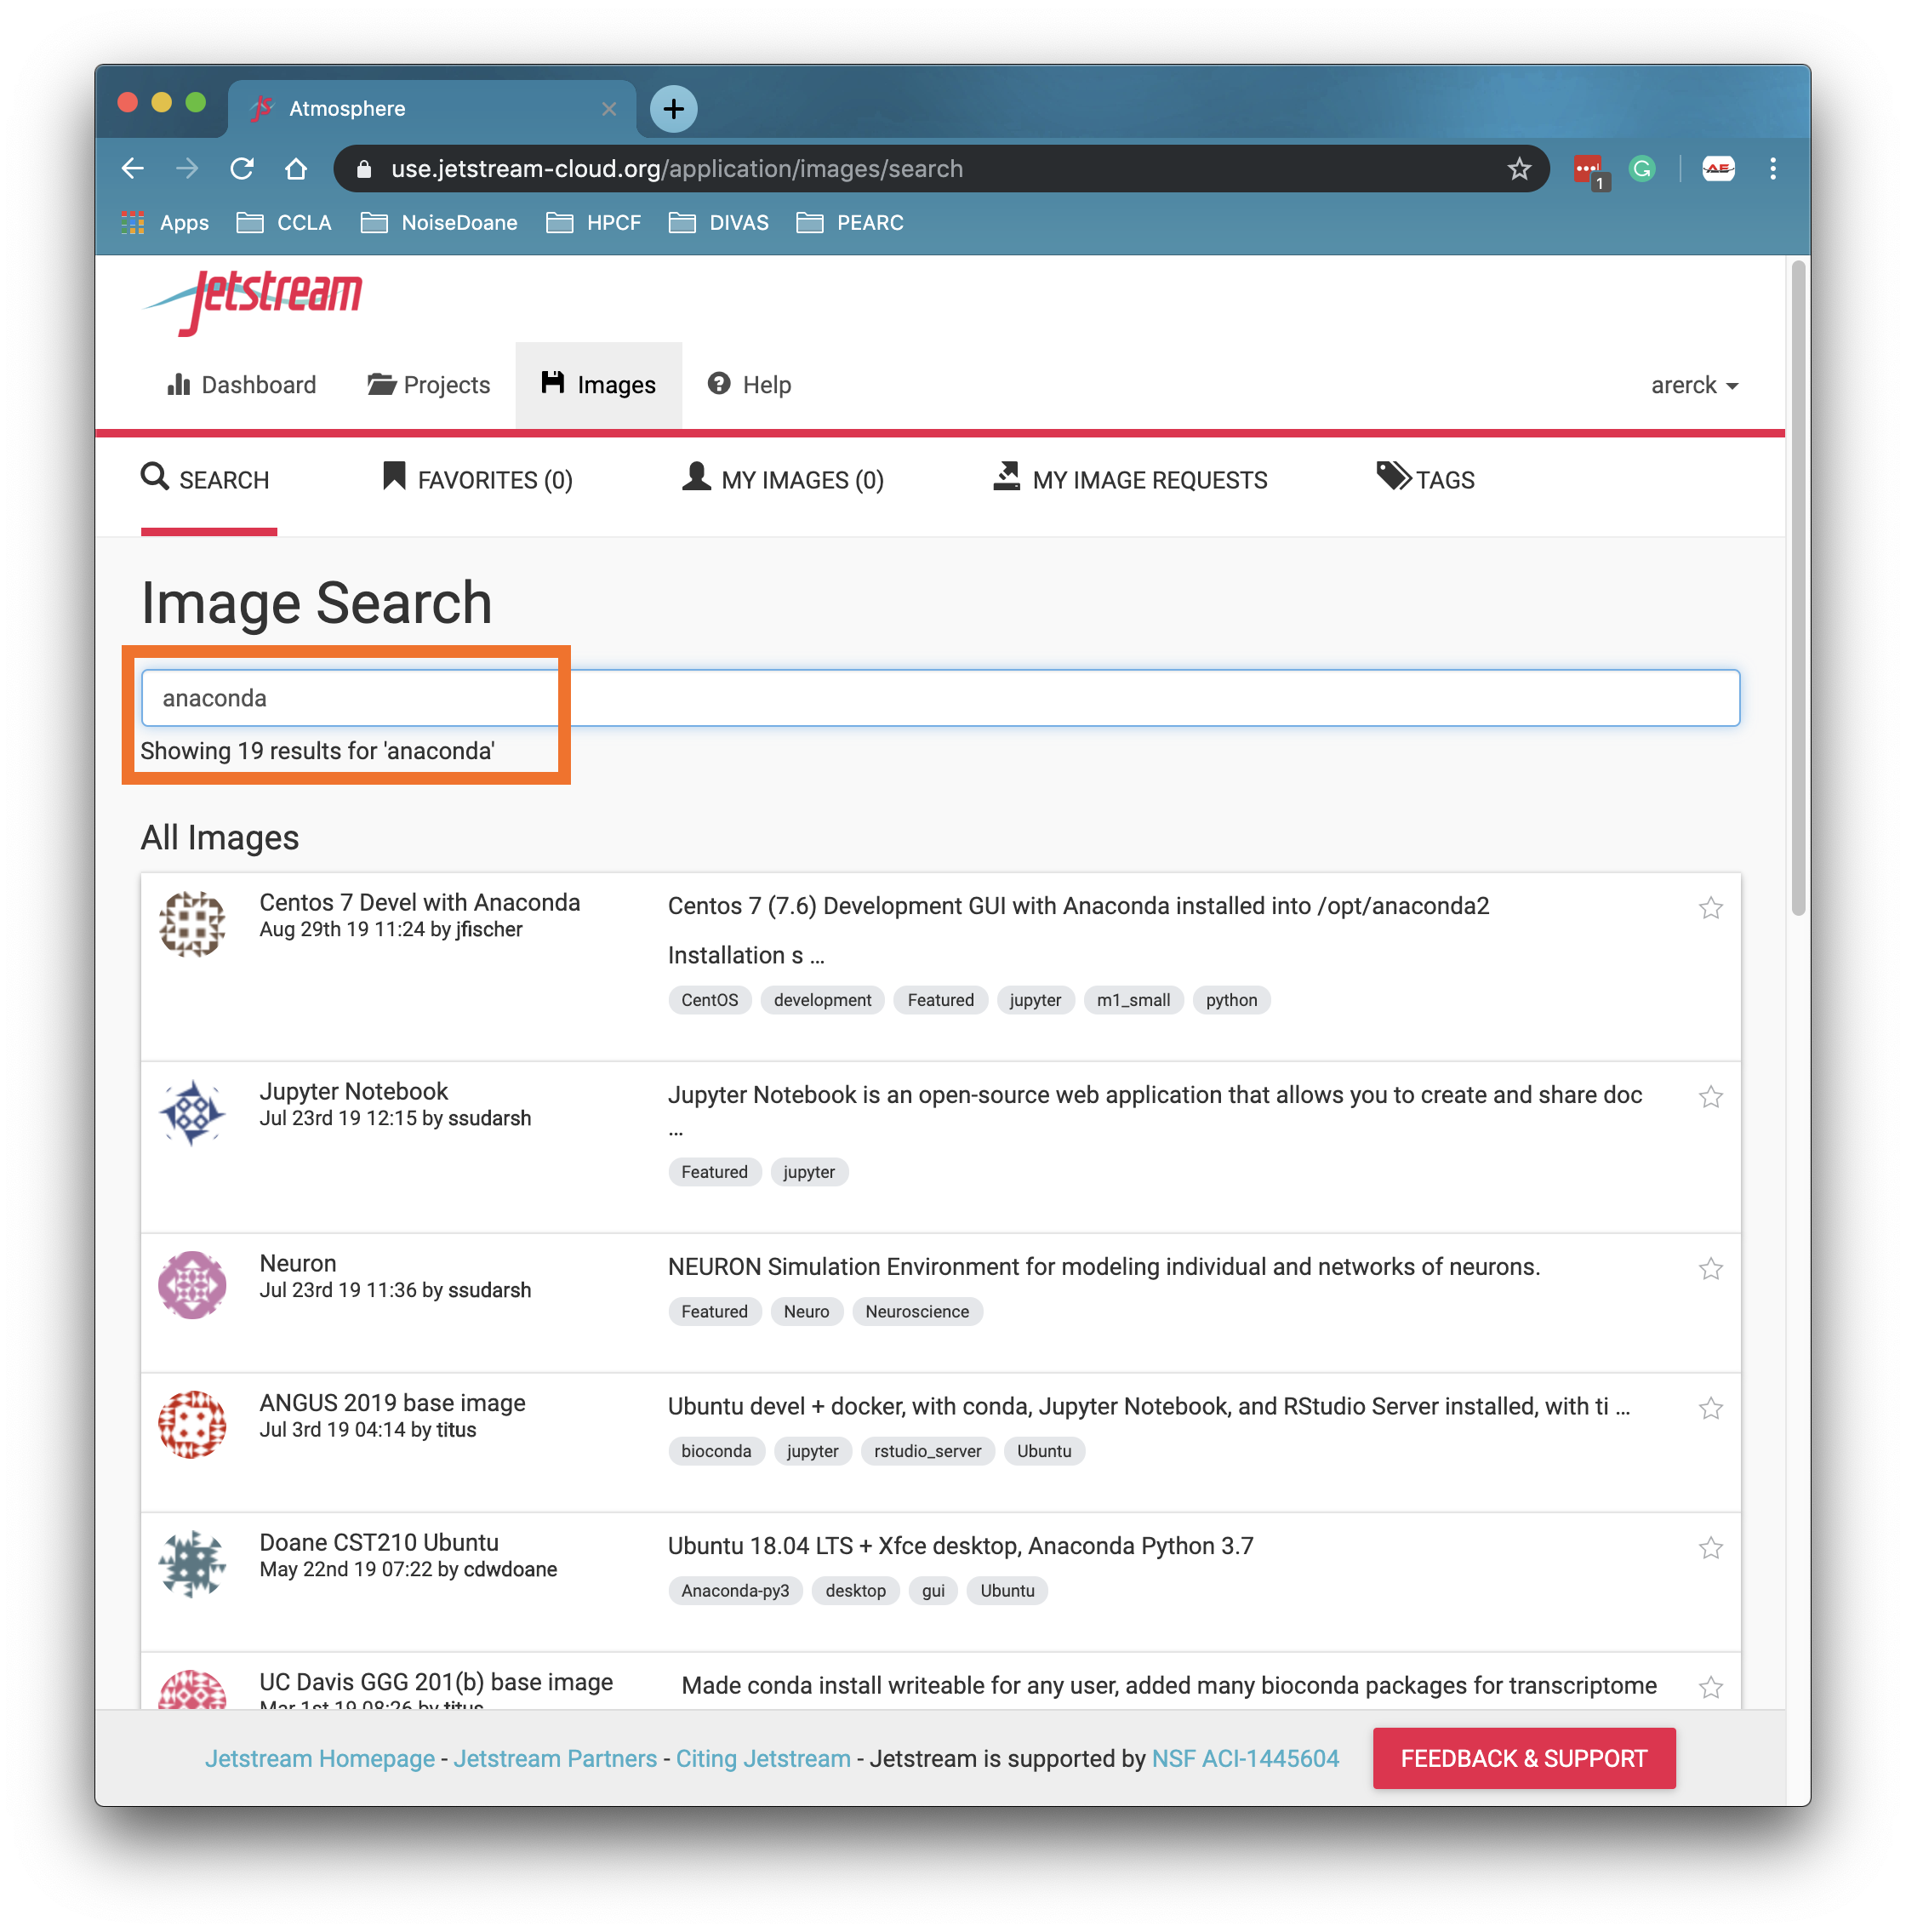 Atmosphere
use.jetstream-cloud.org/application/images/search
1
Apps CCLA NoiseDoane HPCF DIVAS PEARC
Jetstream
Dashboard Projects Images Help arerck
SEARCH FAVORITES (0) MY IMAGES (0) MY IMAGE REQUESTS TAGS
Image Search
anaconda
Showing 19 results for 'anaconda'
All Images
Centos 7 Devel with Anaconda
Aug 29th 19 11:24 by jfischer
Centos 7 (7.6) Development GUI with Anaconda installed into /opt/anaconda2
Installation s ...
CentOS development Featured jupyter m1_small python
Jupyter Notebook
Jul 23rd 19 12:15 by ssudarsh
Jupyter Notebook is an open-source web application that allows you to create and share doc
...
Featured jupyter
Neuron
Jul 23rd 19 11:36 by ssudarsh
NEURON Simulation Environment for modeling individual and networks of neurons.
Featured Neuro Neuroscience
ANGUS 2019 base image
Jul 3rd 19 04:14 by titus
Ubuntu devel + docker, with conda, Jupyter Notebook, and RStudio Server installed, with ti ...
bioconda jupyter rstudio_server Ubuntu
Doane CST210 Ubuntu
May 22nd 19 07:22 by cdwdoane
Ubuntu 18.04 LTS + Xfce desktop, Anaconda Python 3.7
Anaconda-py3 desktop gui Ubuntu
UC Davis GGG 201(b) base image
Mar 1st 19 08:26 by titus
Made conda install writeable for any user, added many bioconda packages for transcriptome
Jetstream Homepage - Jetstream Partners - Citing Jetstream - Jetstream is supported by NSF ACI-1445604
FEEDBACK & SUPPORT